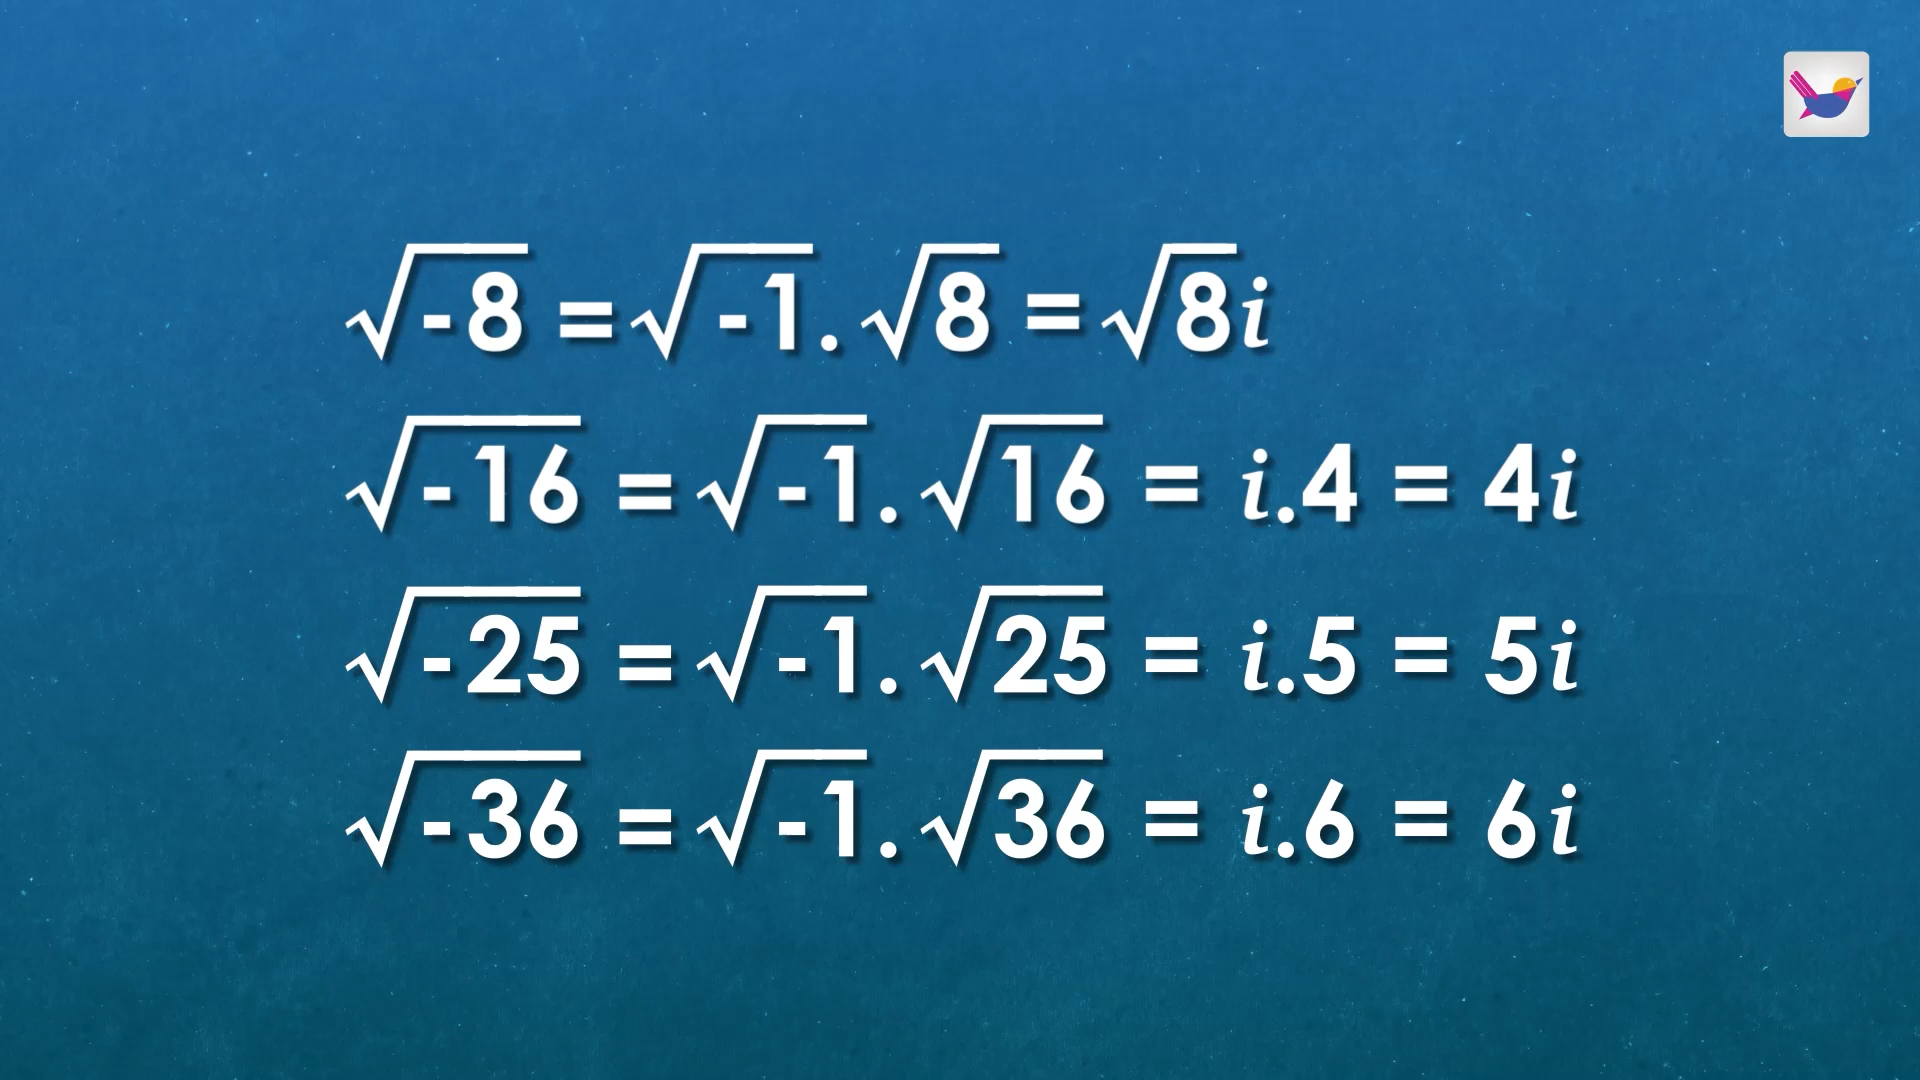 √-8 = √-1 . √8 = √8i
√-16 = √-1 . √16 = i.4 = 4i
√-25 = √-1 . √25 = i.5 = 5i
√-36 = √-1 . √36 = i.6 = 6i